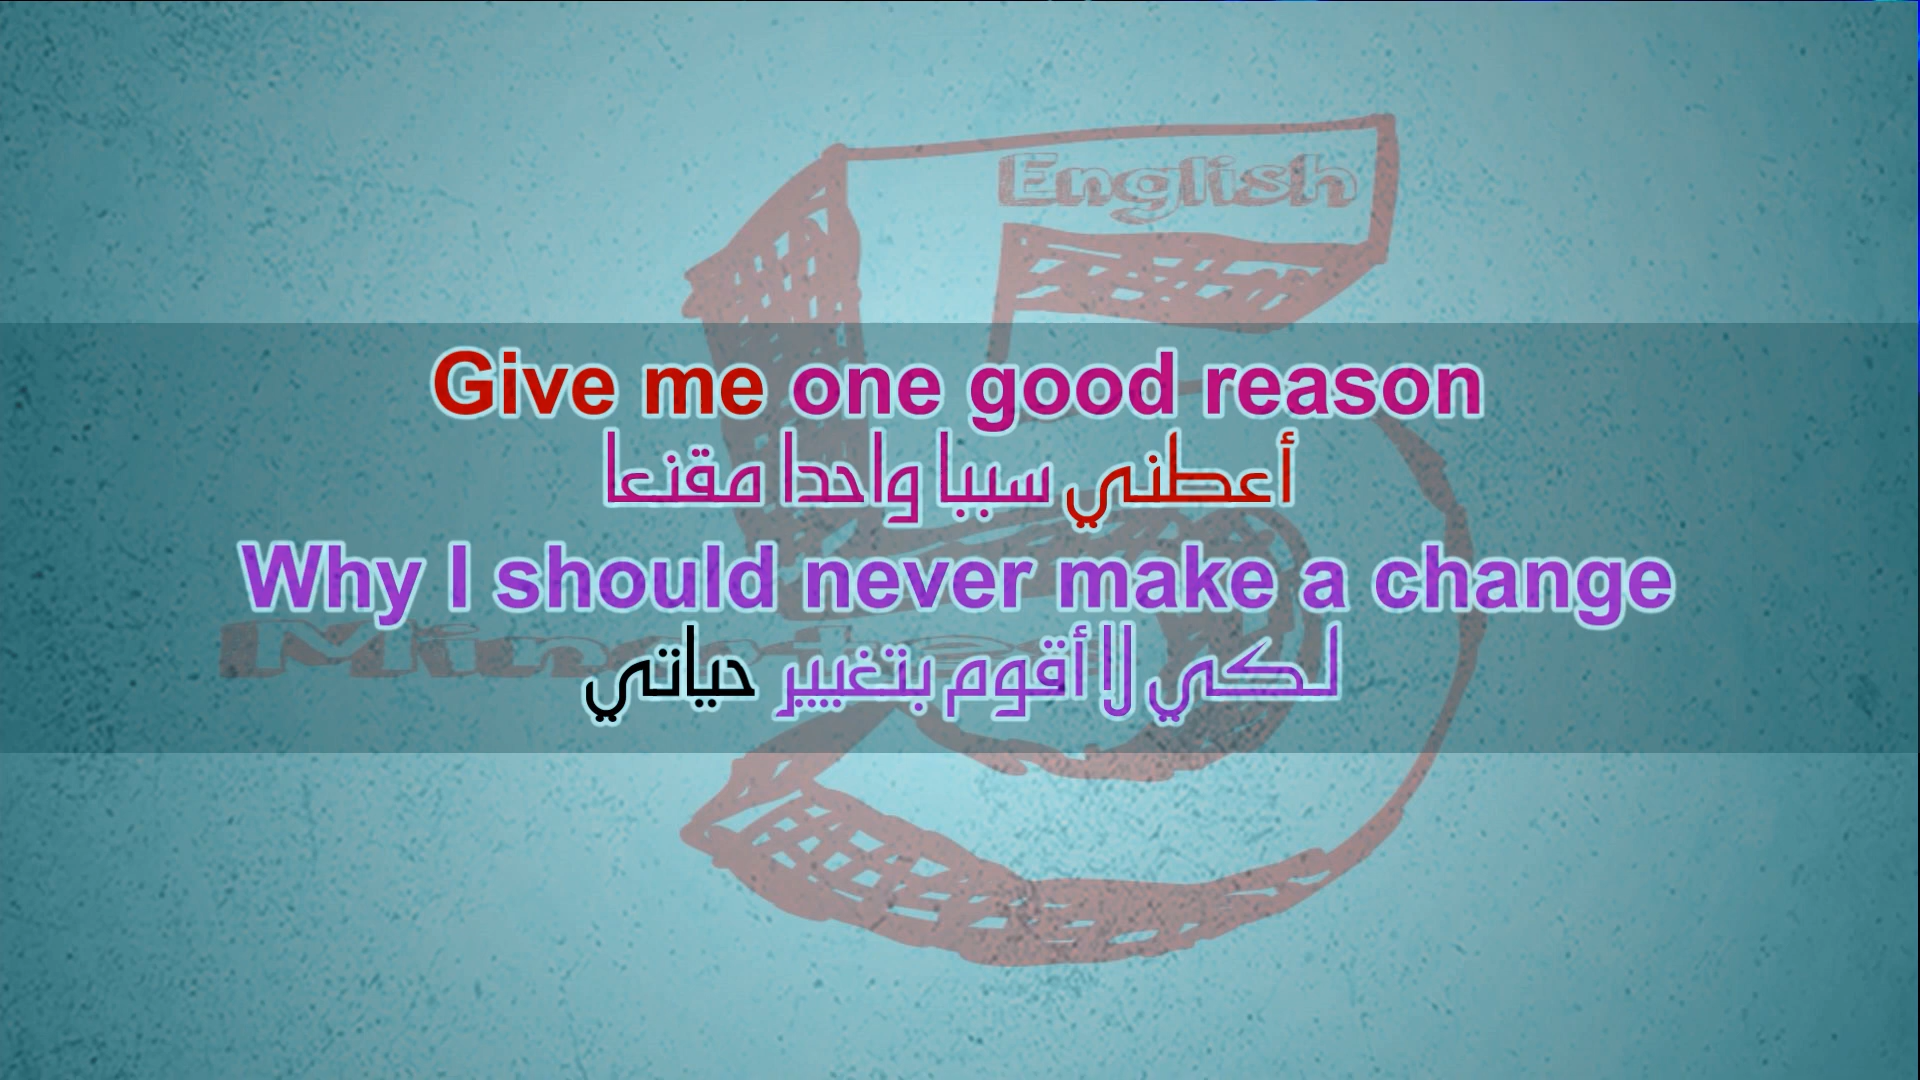 English
Give me one good reason
أعطني سببا واحدا مقنعا
Why I should never make a change
Minutes
لكي لا أقوم بتغيير حياتي